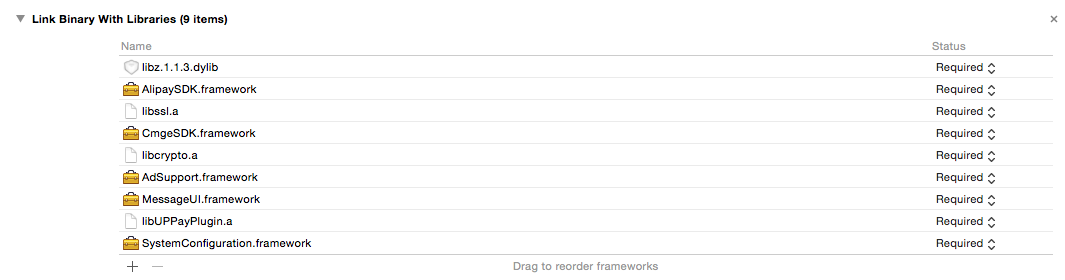 Link Binary With Libraries (9 items)
Name Status
libz.1.1.3.dylib Required
AlipaySDK.framework Required
libssl.a Required
CmgeSDK.framework Required
libcrypto.a Required
AdSupport.framework Required
MessageUI.framework Required
libUPPayPlugin.a Required
SystemConfiguration.framework Required
Drag to reorder frameworks